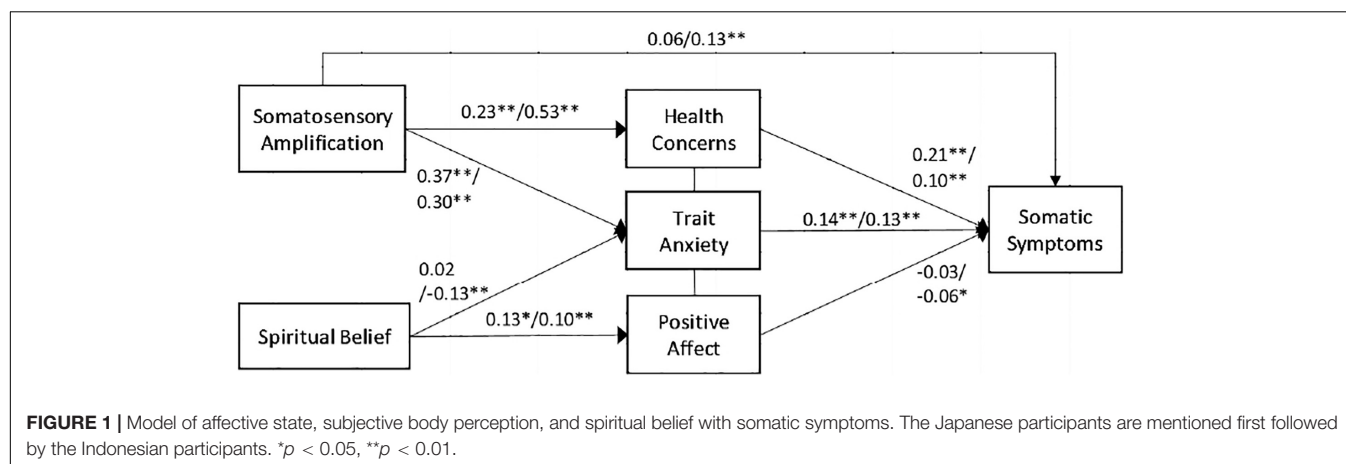 0.06/0.13**
Somatosensory
Amplification
0.23**/0.53**
Health
Concerns
0.37**/
0.30**
0.21**/
0.10**
Trait
Anxiety
0.14**/0.13**
Somatic
Symptoms
0.02
/-0.13**
-0.03/
-0.06*
Spiritual Belief
0.13*/0.10**
Positive
Affect
FIGURE 1 | Model of affective state, subjective body perception, and spiritual belief with somatic symptoms. The Japanese participants are mentioned first followed
by the Indonesian participants. *p < 0.05, **p < 0.01.